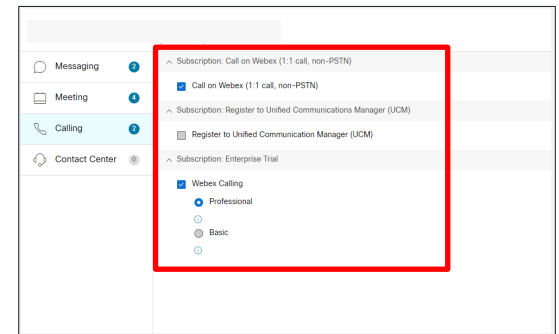 Messaging 2
Meeting 4
Calling 2
Contact Center 0
Subscription: Call on Webex (1:1 call, non-PSTN)
Call on Webex (1:1 call, non-PSTN)
Subscription: Register to Unified Communications Manager (UCM)
Register to Unified Communication Manager (UCM)
Subscription: Enterprise Trial
Webex Calling
Professional
Basic